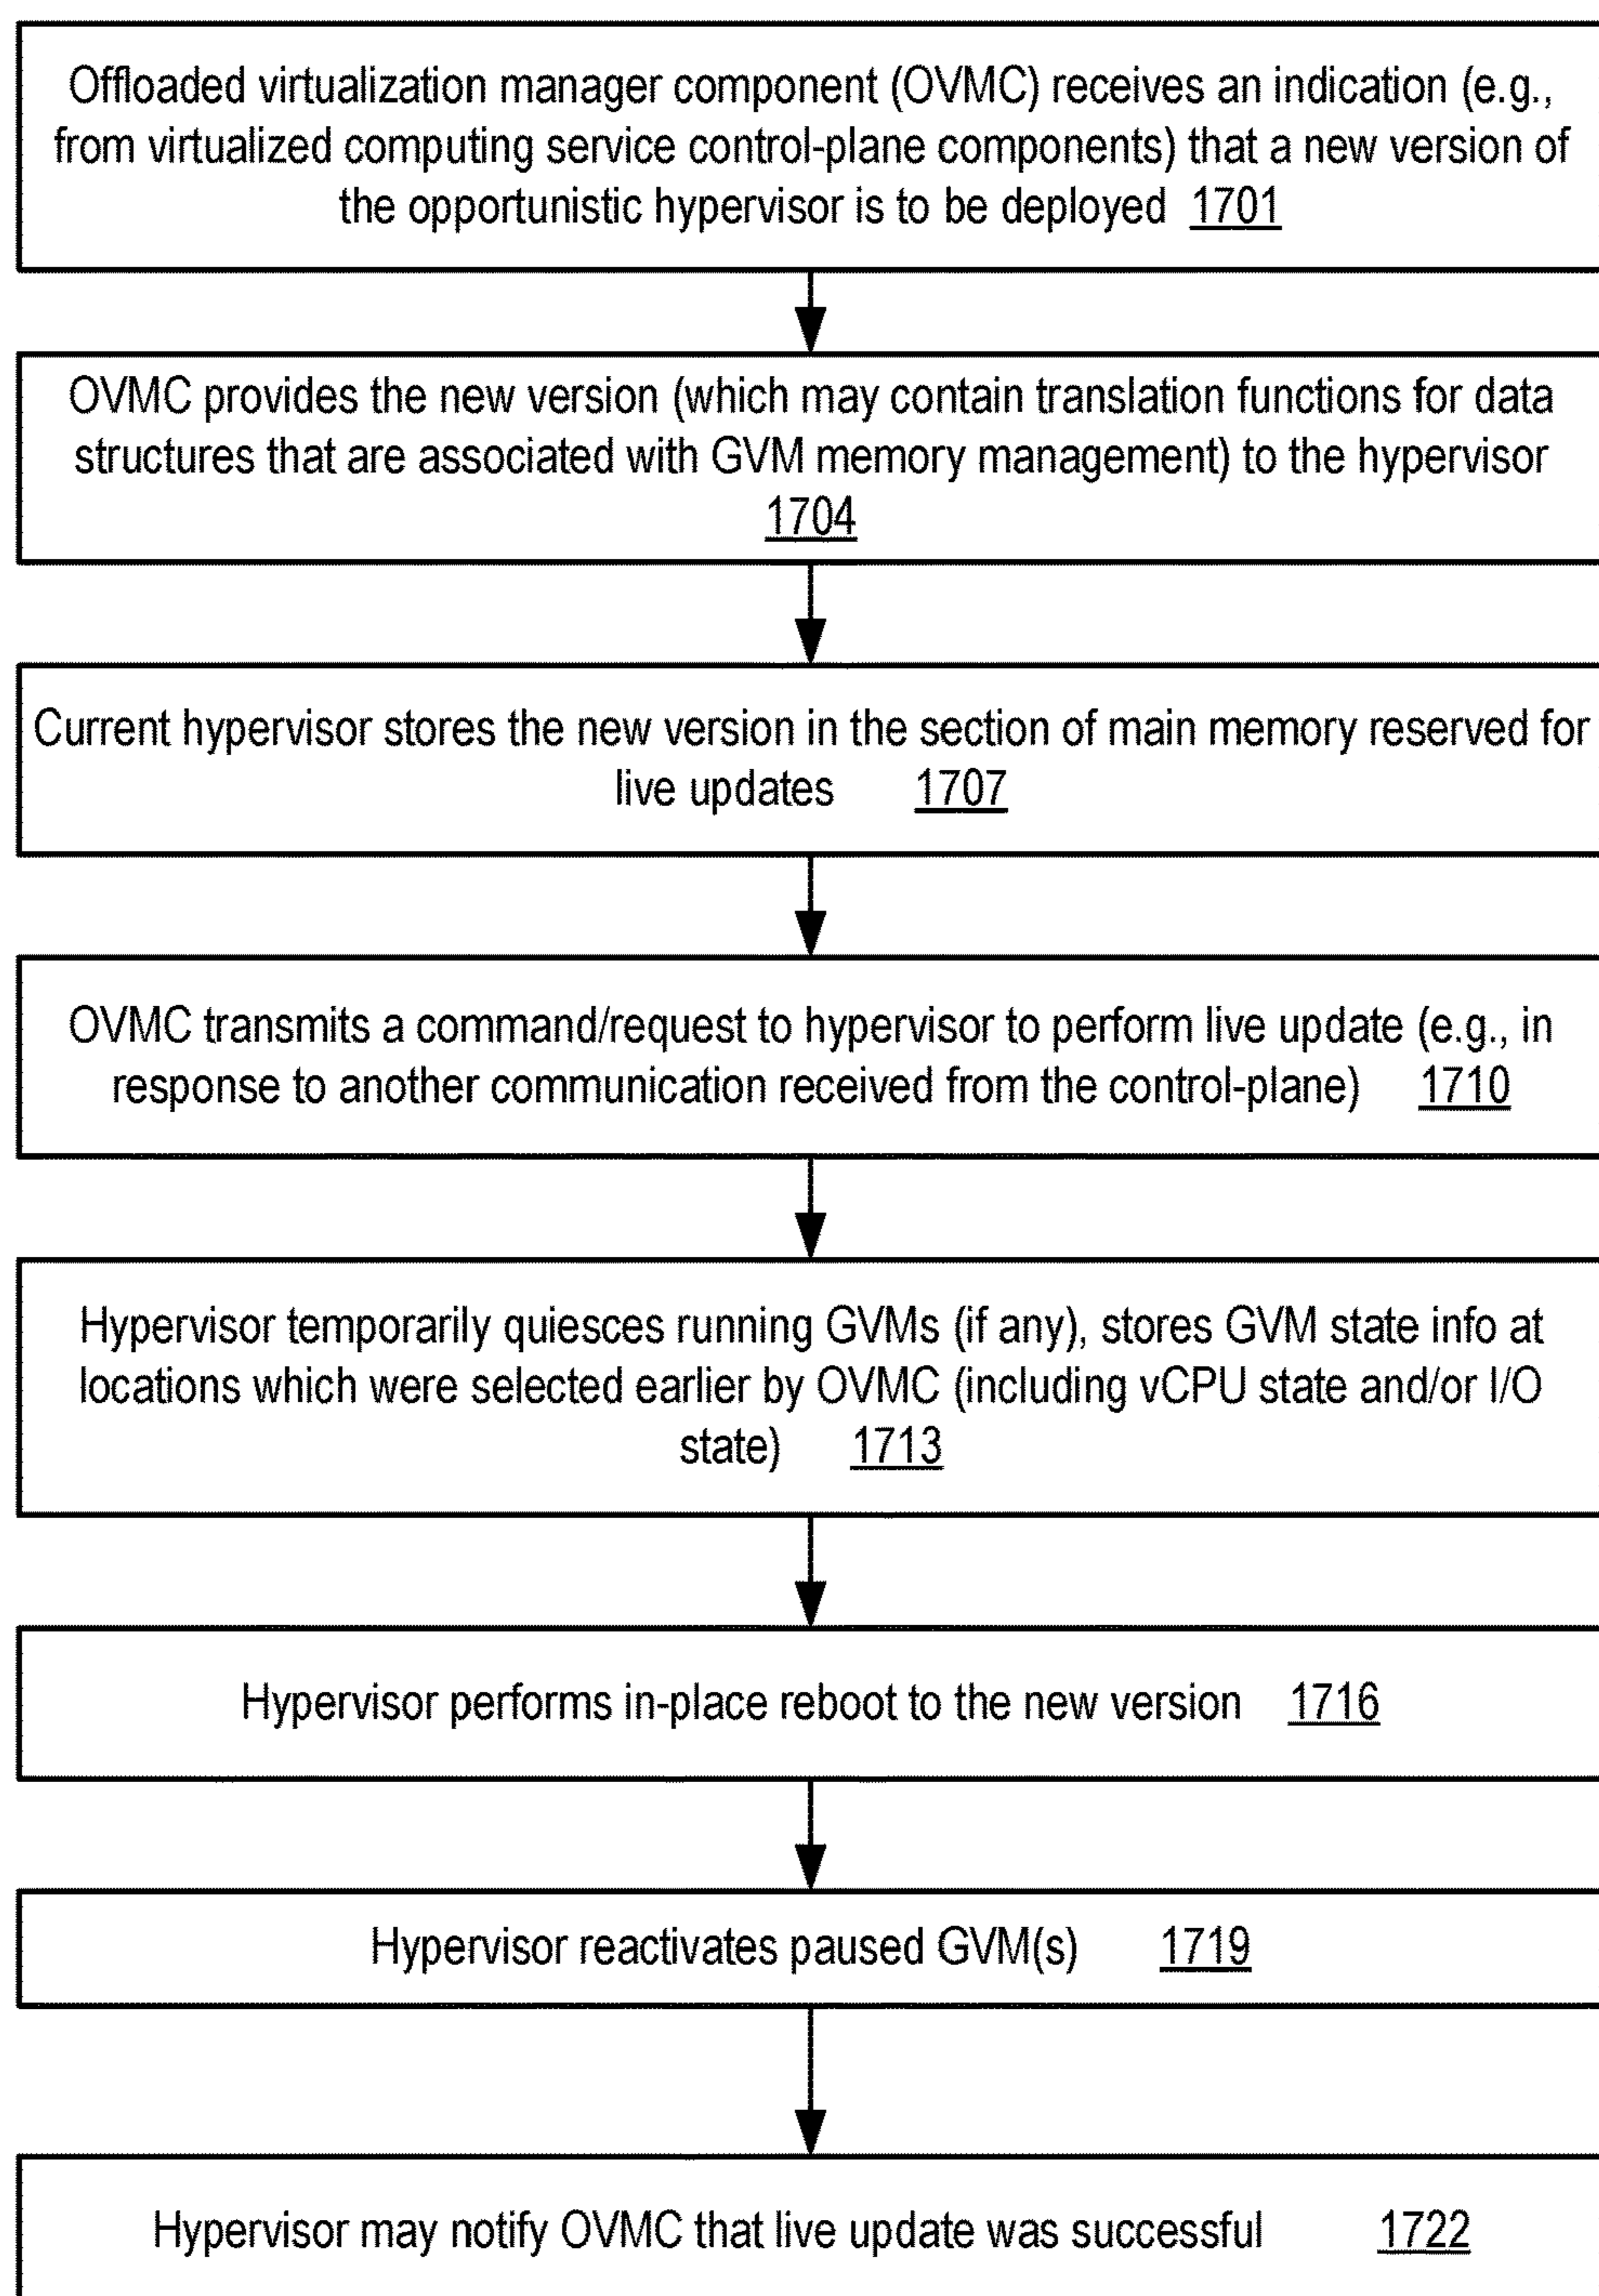 Offloaded virtualization manager component (OVMC) receives an indication (e.g.,
from virtualized computing service control-plane components) that a new version of
the opportunistic hypervisor is to be deployed 1701
OVMC provides the new version (which may contain translation functions for data
structures that are associated with GVM memory management) to the hypervisor
1704
Current hypervisor stores the new version in the section of main memory reserved for
live updates 1707
OVMC transmits a command/request to hypervisor to perform live update (e.g., in
response to another communication received from the control-plane) 1710
Hypervisor temporarily quiesces running GVMs (if any), stores GVM state info at
locations which were selected earlier by OVMC (including vCPU state and/or I/O
state) 1713
Hypervisor performs in-place reboot to the new version 1716
Hypervisor reactivates paused GVM(s) 1719
Hypervisor may notify OVMC that live update was successful 1722